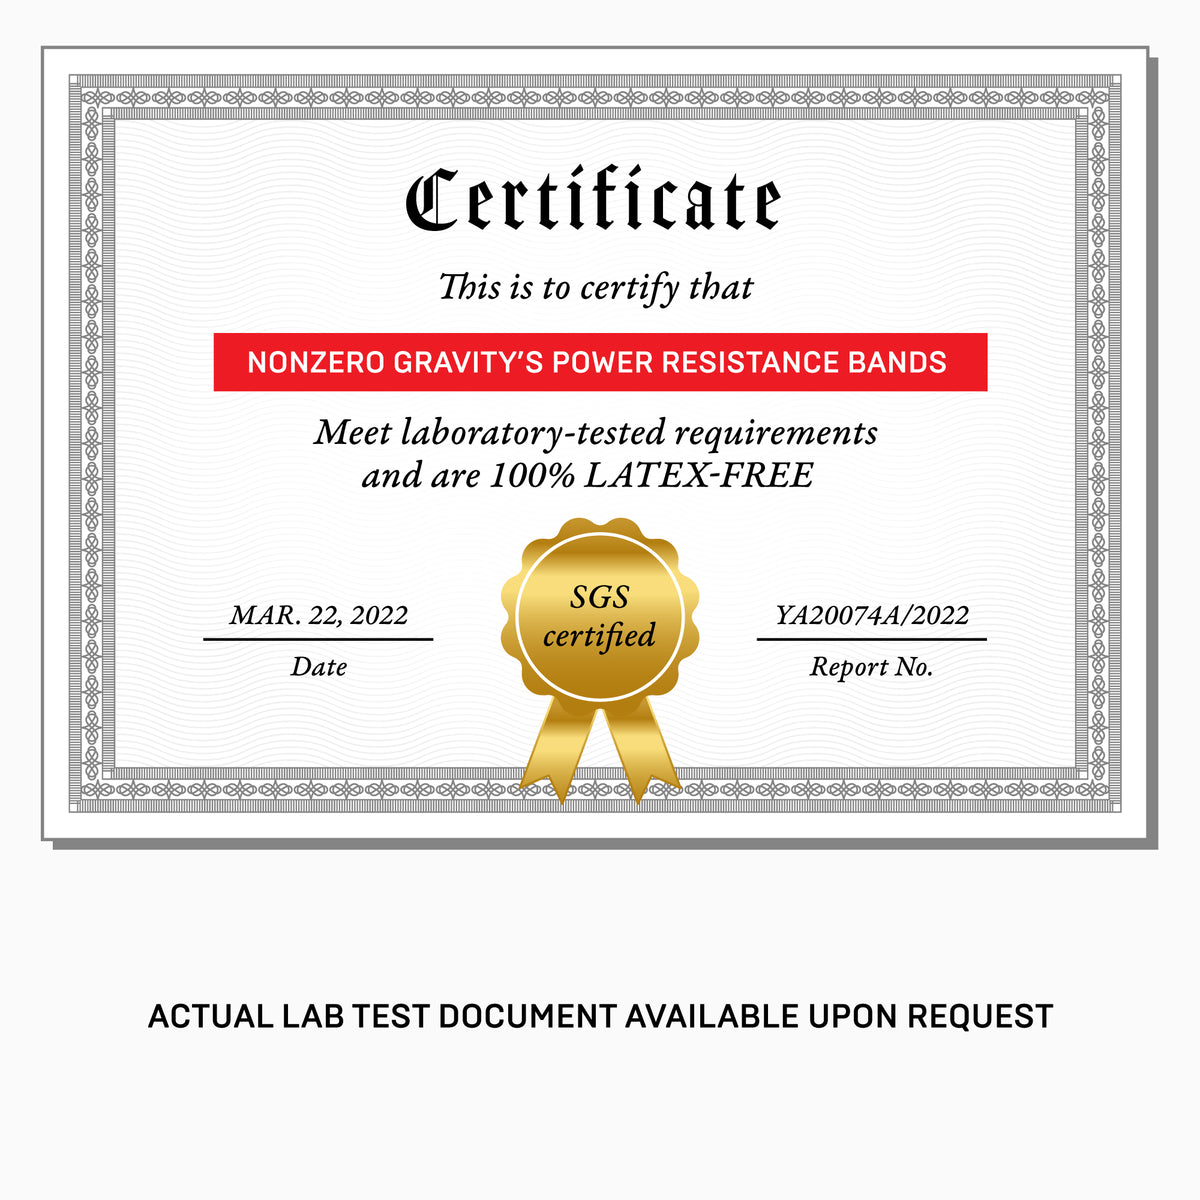 Certificate
This is to certify that
NONZERO GRAVITY'S POWER RESISTANCE BANDS
Meet laboratory-tested requirements
and are 100% LATEX-FREE
SGS
certified
MAR. 22, 2022
Date
YA20074A/2022
Report No.
ACTUAL LAB TEST DOCUMENT AVAILABLE UPON REQUEST